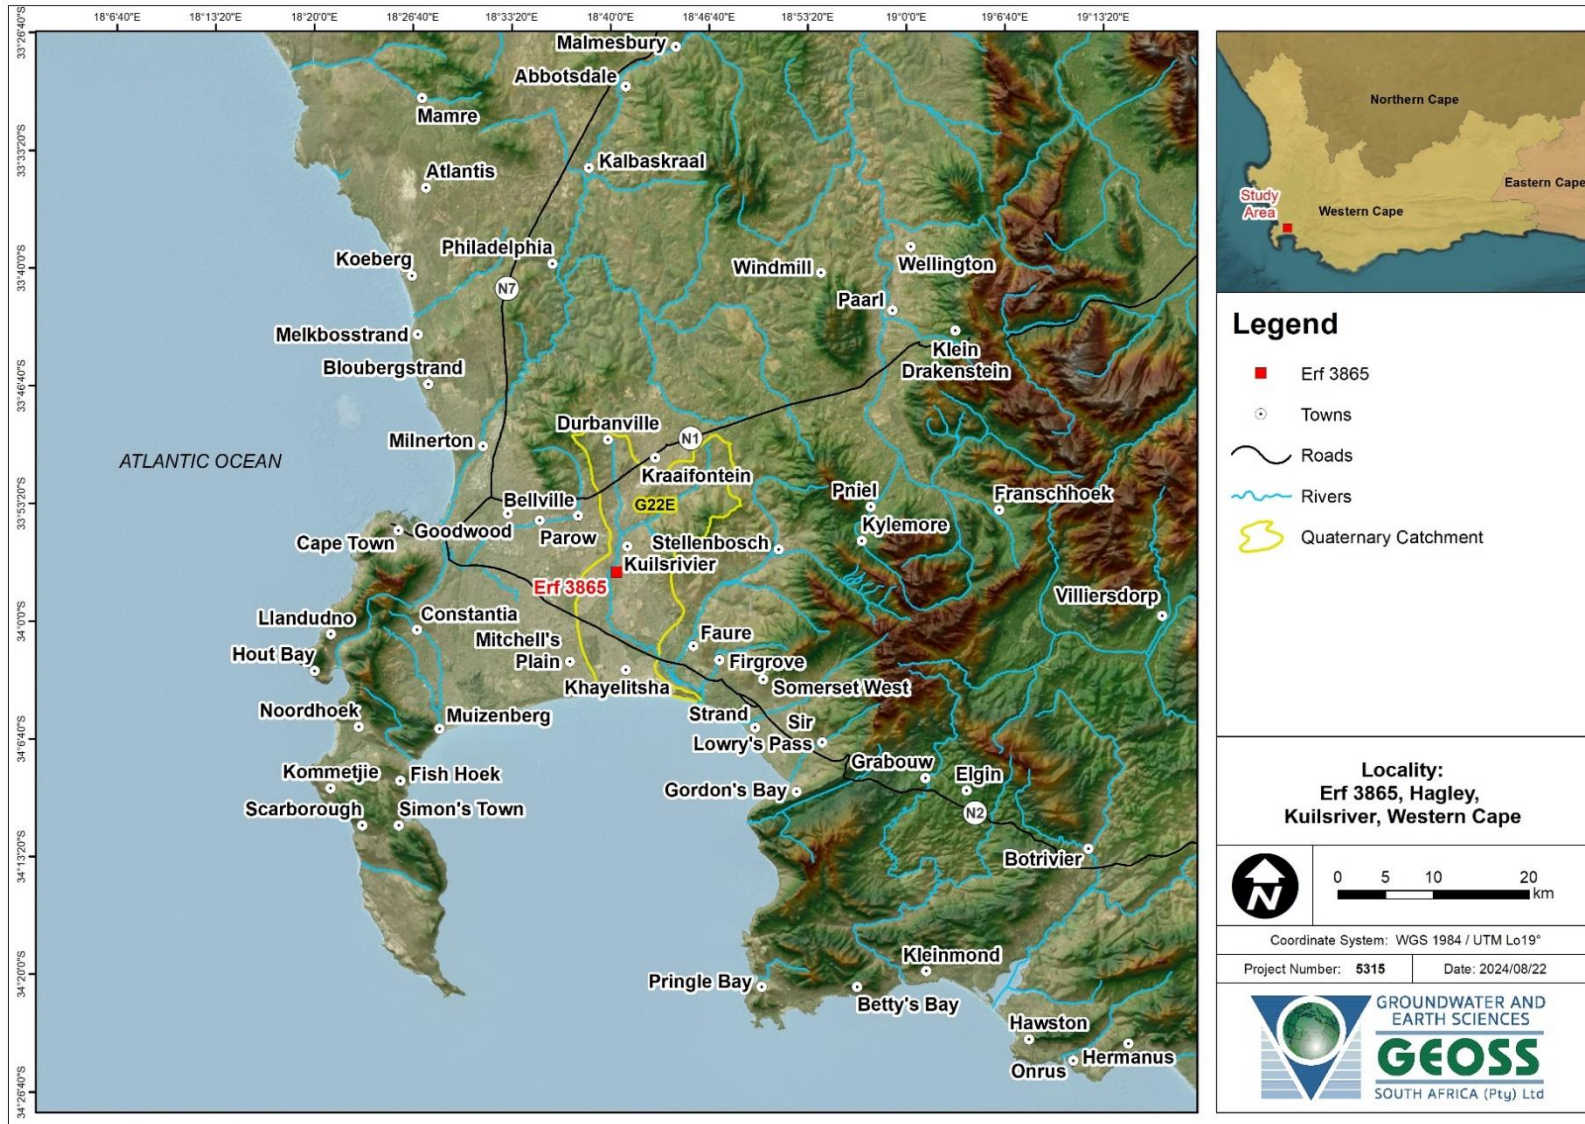 18°6'40"E
18°13'20"E
18°20'0"E
18°26'40"E
18°33'20"E
18°40'0"E
18°46'40"E
18°53'20"E
19°0'0"E
19°6'40"E
19°13'20"E
33°26'40"S
33°33'20"S
33°40'0"S
33°46'40"S
33°53'20"S
34°0'0"S
34°6'40"S
34°13'20"S
34°20'0"S
34°26'40"S
Malmesbury
Abbotsdale
Mamre
Kalbaskraal
Atlantis
Philadelphia
Koeberg
Windmill
Wellington
N7
Paarl
Melkbosstrand
Klein
Drakenstein
Bloubergstrand
Durbanville
Milnerton
N1
ATLANTIC OCEAN
Kraaifontein
Bellville
G22E
Pniel
Franschhoek
Goodwood
Cape Town
Parow
Stellenbosch
Kylemore
Kuilsrivier
Erf 3865
Villiersdorp
Llandudno
Constantia
Mitchell's
Plain
Faure
Hout Bay
Firgrove
Khayelitsha
Somerset West
Noordhoek
Muizenberg
Strand
Sir
Lowry's Pass
Kommetjie
Fish Hoek
Grabouw
Elgin
Gordon's Bay
Scarborough
Simon's Town
N2
Botrivier
Kleinmond
Pringle Bay
Betty's Bay
Hawston
Hermanus
Onrus
Northern Cape
Eastern Cape
Study
Area
Western Cape
Legend
Erf 3865
Towns
Roads
Rivers
Quaternary Catchment
Locality:
Erf 3865, Hagley,
Kuilsriver, Western Cape
N
0 5 10 20
km
Coordinate System: WGS 1984 / UTM Lo19°
Project Number: 5315
Date: 2024/08/22
GROUNDWATER AND
EARTH SCIENCES
GEOSS
SOUTH AFRICA (Pty) Ltd